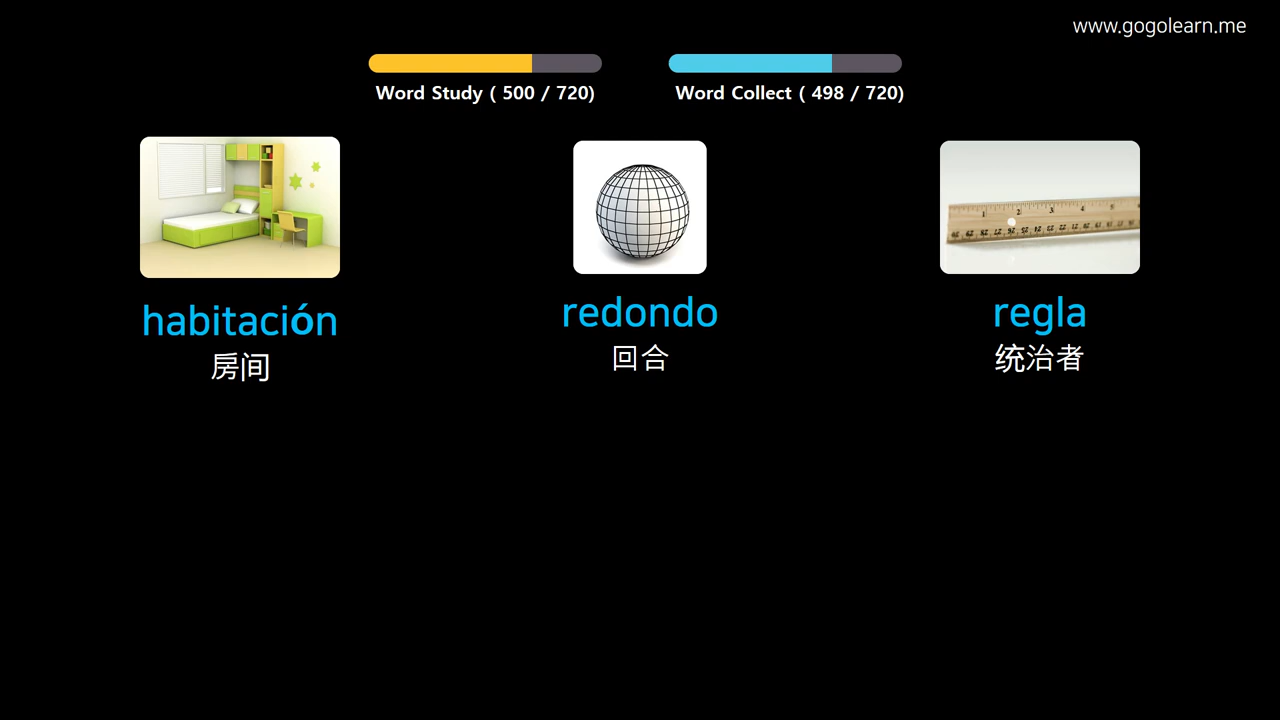 www.gogolearn.me
Word Study ( 500 / 720)
Word Collect ( 498 / 720)
habitación
房间
redondo
回合
regla
统治者